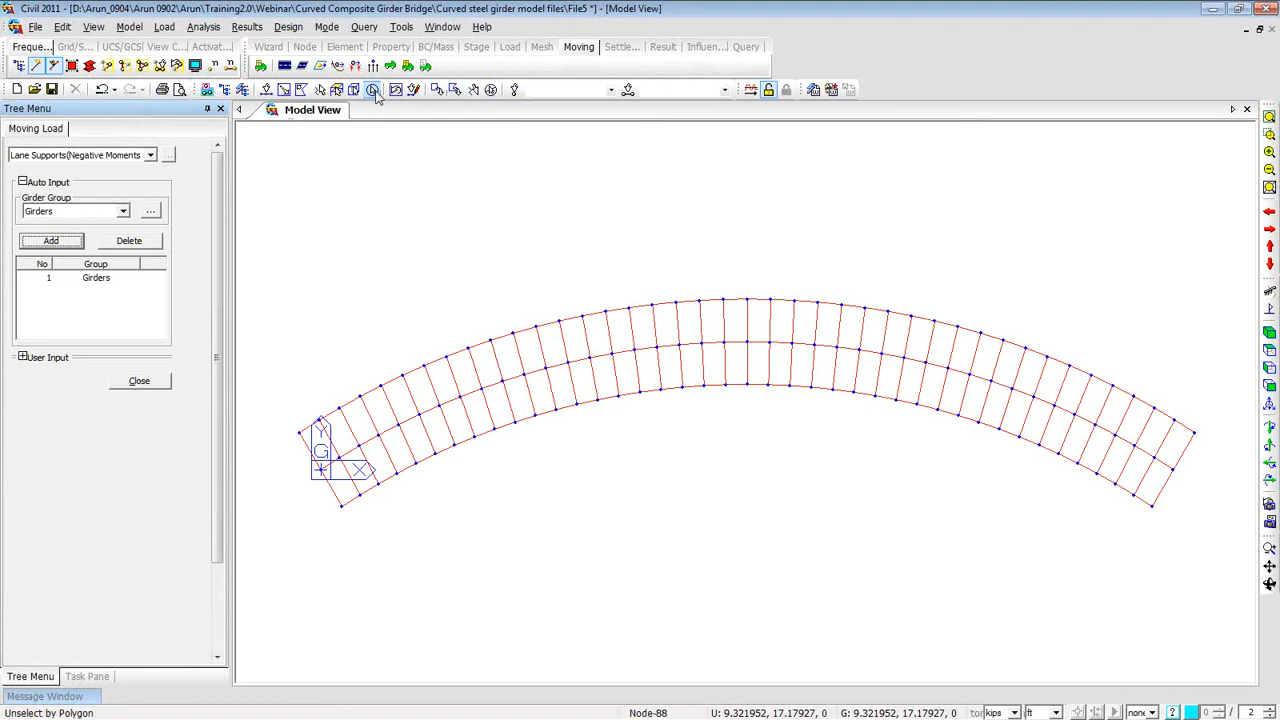 Civil 2011 - [D:\Arun_0904\Arun 0902\Arun\Training2.0\Webinar\Curved Composite Girder Bridge\Curved steel girder model files\File5 *] - [Model View]
File Edit View Model Load Analysis Results Design Mode Query Tools Window Help
Freque... Grid/S... UCS/GCS View C... Activat... Wizard Node Element Property BC/Mass Stage Load Mesh Moving Settle... Result Influen... Query
Tree Menu
Model View
Moving Load
Lane Supports(Negative Moments
...
Auto Input
Girder Group
Girders
...
Add Delete
No Group
1 Girders
User Input
Close
Y
G
X
Tree Menu Task Pane
Message Window
Unselect by Polygon Node-88 U: 9.321952, 17.17927, 0 G: 9.321952, 17.17927, 0 kips ft none ? 0 / 2